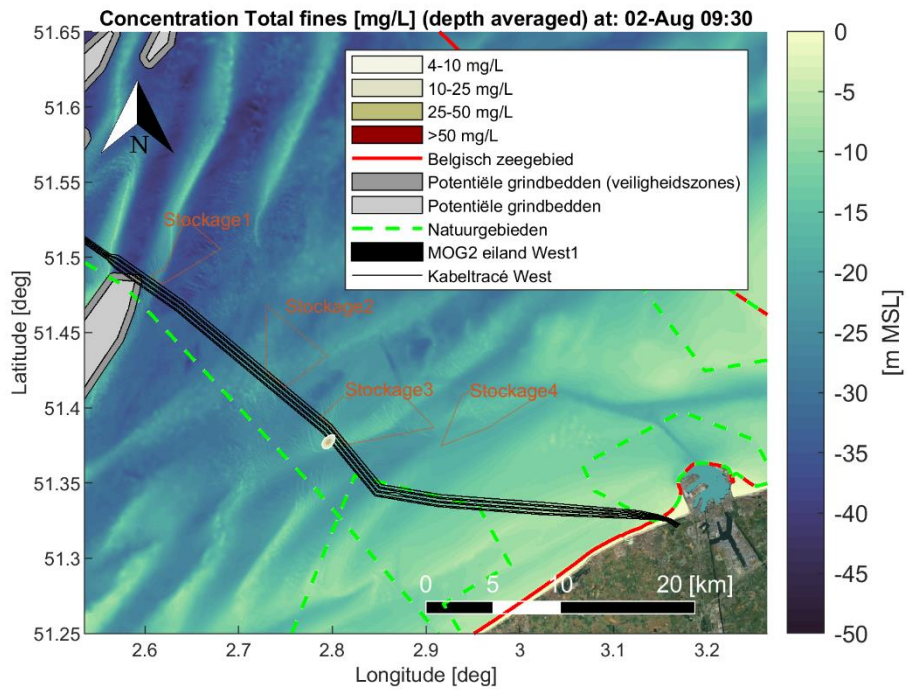 Concentration Total fines [mg/L] (depth averaged) at: 02-Aug 09:30
4-10 mg/L
10-25 mg/L
25-50 mg/L
>50 mg/L
Belgisch zeegebied
Potentiële grindbedden (veiligheidszones)
Potentiële grindbedden
Natuurgebieden
MOG2 eiland West1
Kabeltracé West
N
Stockage1
Stockage2
Stockage3
Stockage4
0 5 10 20 [km]
51.65
51.6
51.55
51.5
51.45
51.4
51.35
51.3
51.25
Latitude [deg]
2.6 2.7 2.8 2.9 3 3.1 3.2
Longitude [deg]
0
-5
-10
-15
-20
-25
-30
-35
-40
-45
-50
[m MSL]